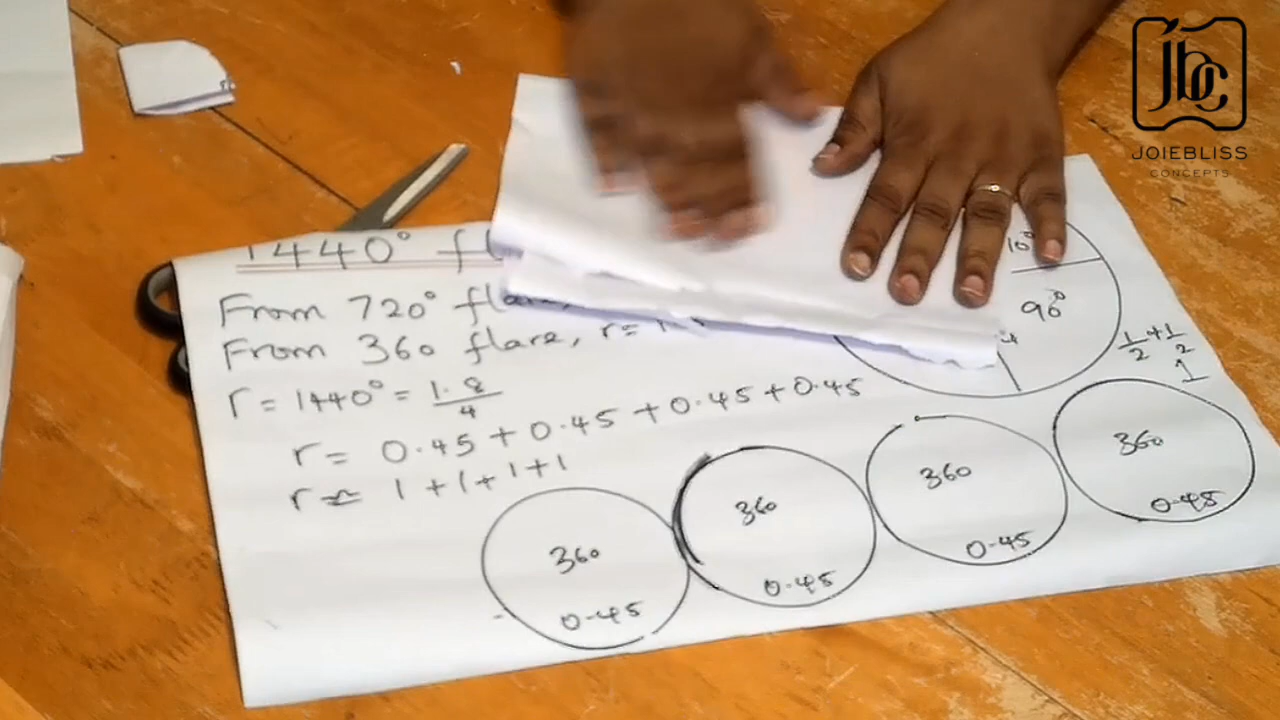 jbc
JOIEBLISS
CONCEPTS
1440° fl
From 720° flare,
From 360 flare, r=
r = 1440° = 1.8/4
r = 0.45 + 0.45 + 0.45 + 0.45
r = 1 + 1 + 1 + 1
90°
1/2 + 1/2
1
360
0.45
360
0.45
360
0.45
360
0.45